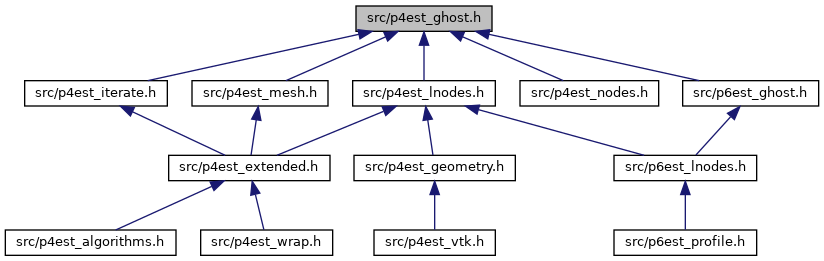 src/p4est_ghost.h
src/p4est_iterate.h
src/p4est_mesh.h
src/p4est_lnodes.h
src/p4est_nodes.h
src/p6est_ghost.h
src/p4est_extended.h
src/p4est_geometry.h
src/p6est_lnodes.h
src/p4est_algorithms.h
src/p4est_wrap.h
src/p4est_vtk.h
src/p6est_profile.h